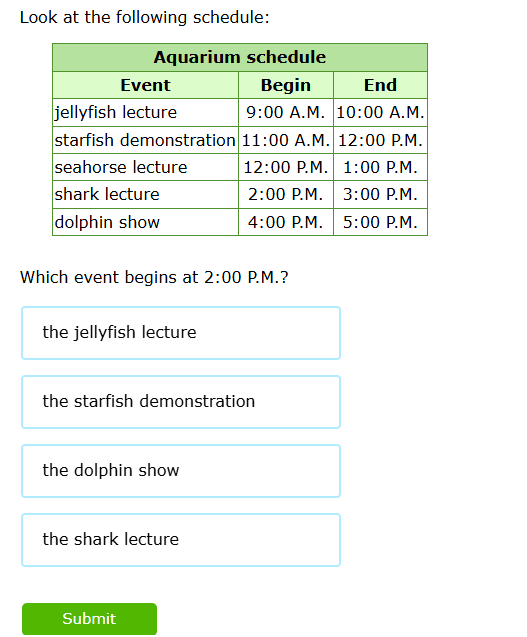 Look at the following schedule:
Aquarium schedule
Event Begin End
jellyfish lecture 9:00 A.M. 10:00 A.M.
starfish demonstration 11:00 A.M. 12:00 P.M.
seahorse lecture 12:00 P.M. 1:00 P.M.
shark lecture 2:00 P.M. 3:00 P.M.
dolphin show 4:00 P.M. 5:00 P.M.
Which event begins at 2:00 P.M.?
the jellyfish lecture
the starfish demonstration
the dolphin show
the shark lecture
Submit